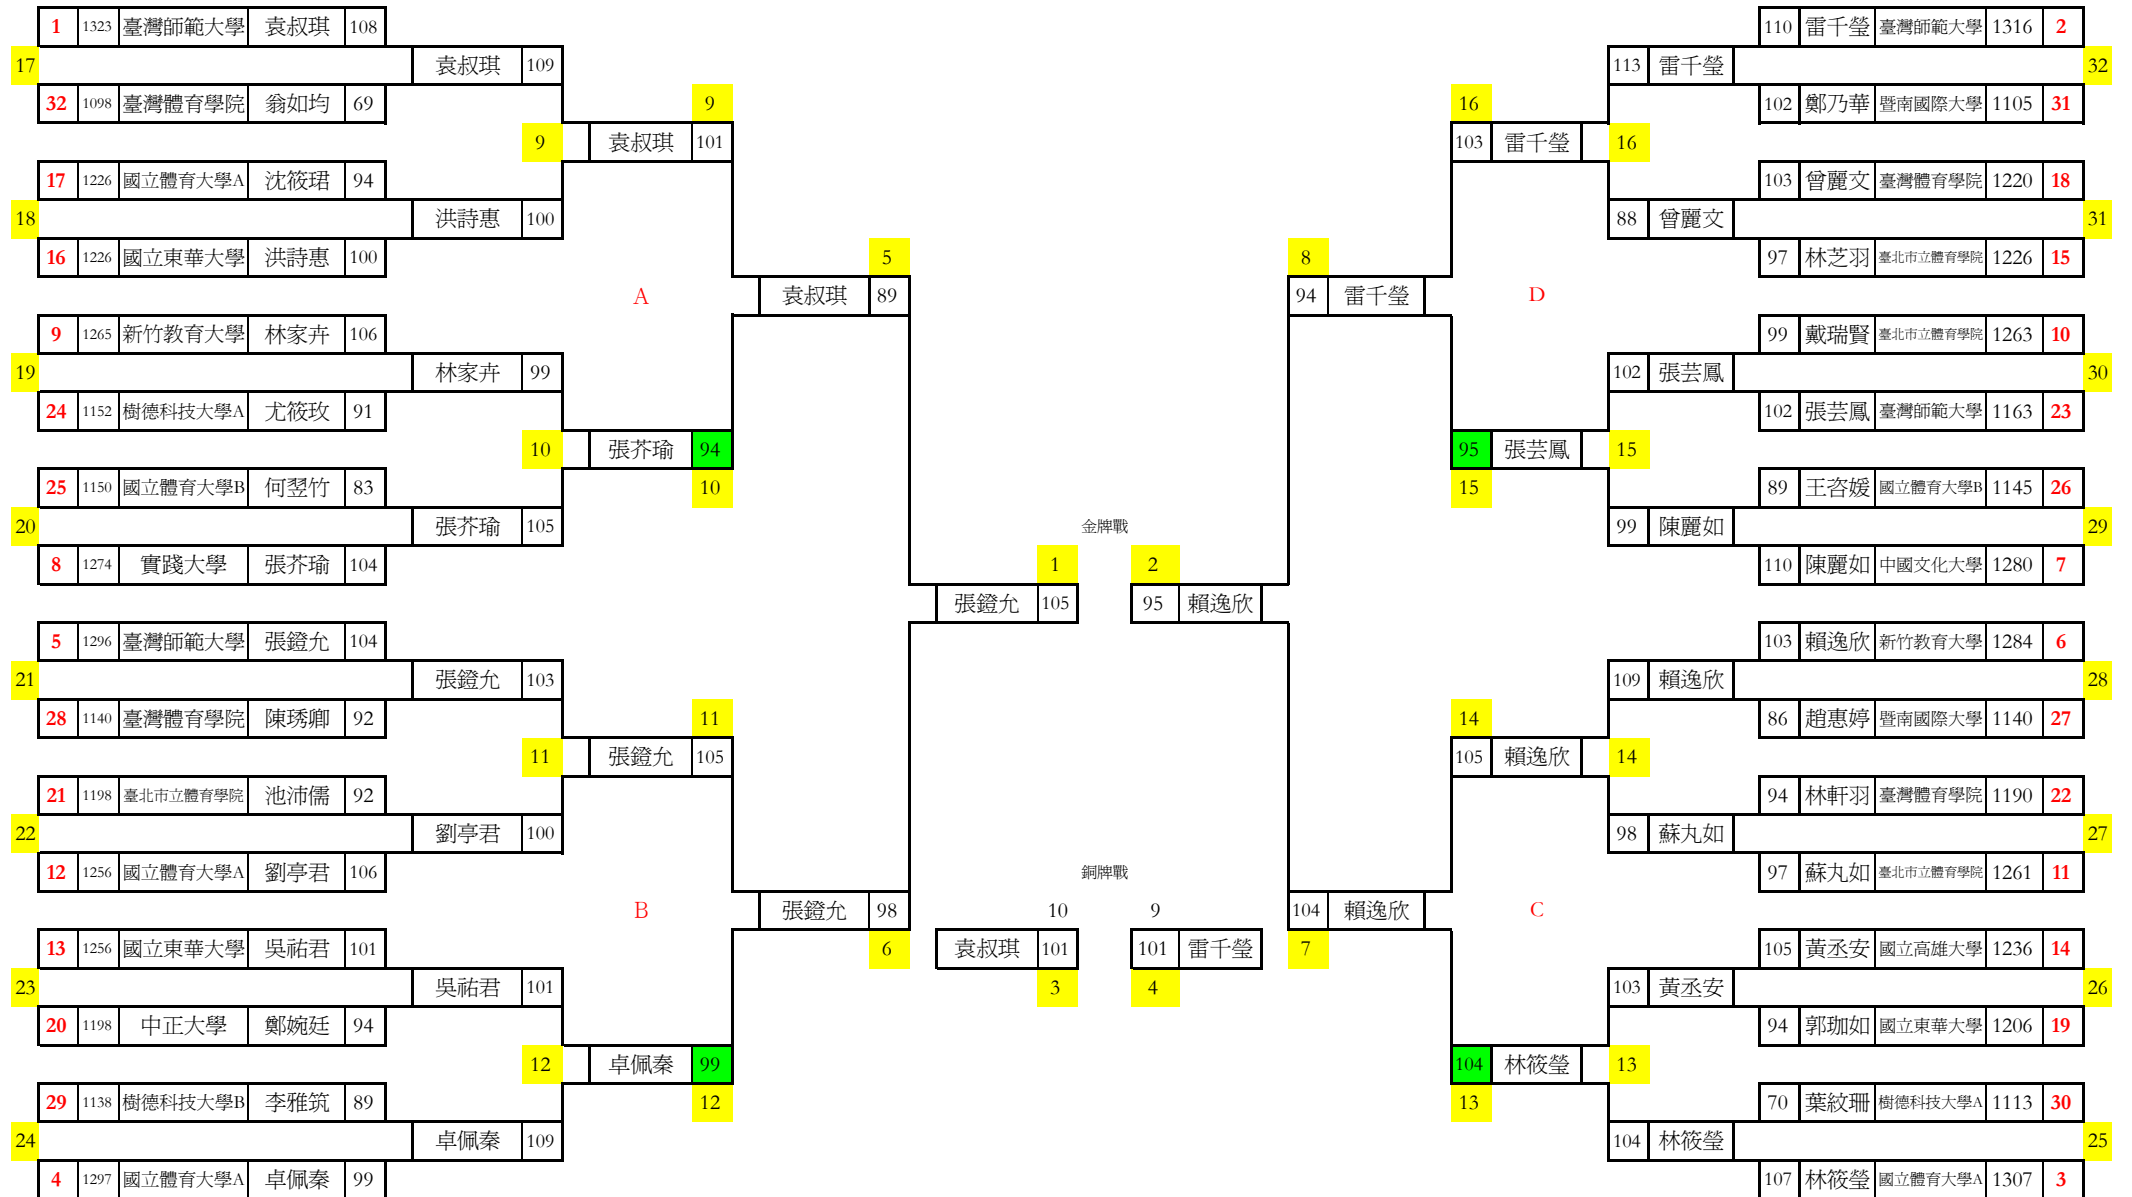 1 1323 臺灣師範大學 袁叔琪 108 110 雷千瑩 臺灣師範大學 1316 2
17 袁叔琪 109 113 雷千瑩 32
32 1098 臺灣體育學院 翁如均 69 9 16 102 鄭乃華 暨南國際大學 1105 31
9 袁叔琪 101 103 雷千瑩 16
17 1226 國立體育大學A 沈筱珺 94 103 曾麗文 臺灣體育學院 1220 18
18 洪詩惠 100 88 曾麗文 31
16 1226 國立東華大學 洪詩惠 100 5 8 97 林芝羽 臺北市立體育學院 1226 15
A 袁叔琪 89 94 雷千瑩 D
9 1265 新竹教育大學 林家卉 106 99 戴瑞賢 臺北市立體育學院 1263 10
19 林家卉 99 102 張芸鳳 30
24 1152 樹德科技大學A 尤筱玫 91 102 張芸鳳 臺灣師範大學 1163 23
10 張芥瑜 94 95 張芸鳳 15
25 1150 國立體育大學B 何翌竹 83 10 15 89 王咨媛 國立體育大學B 1145 26
20 張芥瑜 105 金牌戰 99 陳麗如 29
8 1274 實踐大學 張芥瑜 104 1 2 110 陳麗如 中國文化大學 1280 7
張鐙允 105 95 賴逸欣
5 1296 臺灣師範大學 張鐙允 104 103 賴逸欣 新竹教育大學 1284 6
21 張鐙允 103 109 賴逸欣 28
28 1140 臺灣體育學院 陳琇卿 92 11 14 86 趙惠婷 暨南國際大學 1140 27
11 張鐙允 105 105 賴逸欣 14
21 1198 臺北市立體育學院 池沛儒 92 94 林軒羽 臺灣體育學院 1190 22
22 劉亭君 100 98 蘇丸如 27
12 1256 國立體育大學A 劉亭君 106 銅牌戰 97 蘇丸如 臺北市立體育學院 1261 11
B 張鐙允 98 10 9 104 賴逸欣 C
13 1256 國立東華大學 吳祐君 101 6 袁叔琪 101 101 雷千瑩 7 105 黃丞安 國立高雄大學 1236 14
23 吳祐君 101 3 4 103 黃丞安 26
20 1198 中正大學 鄭婉廷 94 94 郭珈如 國立東華大學 1206 19
12 卓佩秦 99 104 林筱瑩 13
29 1138 樹德科技大學B 李雅筑 89 12 13 70 葉紋珊 樹德科技大學A 1113 30
24 卓佩秦 109 104 林筱瑩 25
4 1297 國立體育大學A 卓佩秦 99 107 林筱瑩 國立體育大學A 1307 3